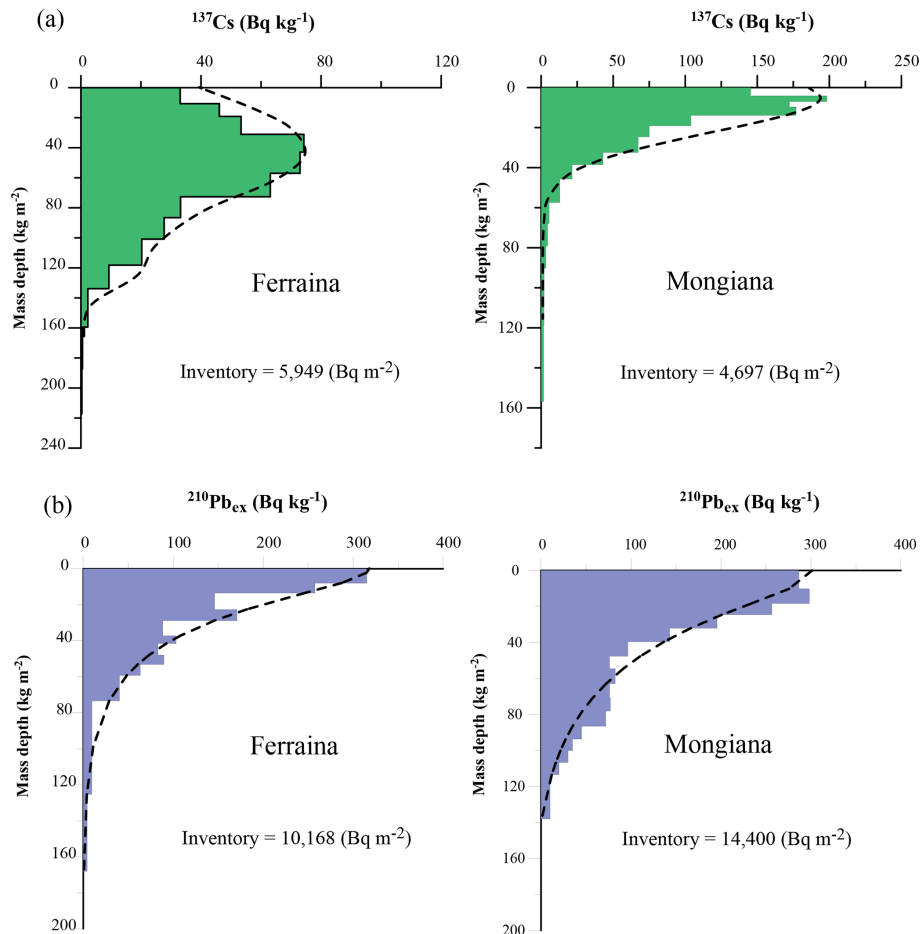 (a)
¹³⁷Cs (Bq kg⁻¹)
0 40 80 120
Mass depth (kg m⁻²)
0
40
80
120
160
200
240
Ferraina
Inventory = 5,949 (Bq m⁻²)
¹³⁷Cs (Bq kg⁻¹)
0 50 100 150 200 250
Mass depth (kg m⁻²)
0
40
80
120
160
Mongiana
Inventory = 4,697 (Bq m⁻²)
(b)
²¹⁰Pbₑₓ (Bq kg⁻¹)
0 100 200 300 400
Mass depth (kg m⁻²)
0
40
80
120
160
200
Ferraina
Inventory = 10,168 (Bq m⁻²)
²¹⁰Pbₑₓ (Bq kg⁻¹)
0 100 200 300 400
Mass depth (kg m⁻²)
0
40
80
120
160
200
Mongiana
Inventory = 14,400 (Bq m⁻²)